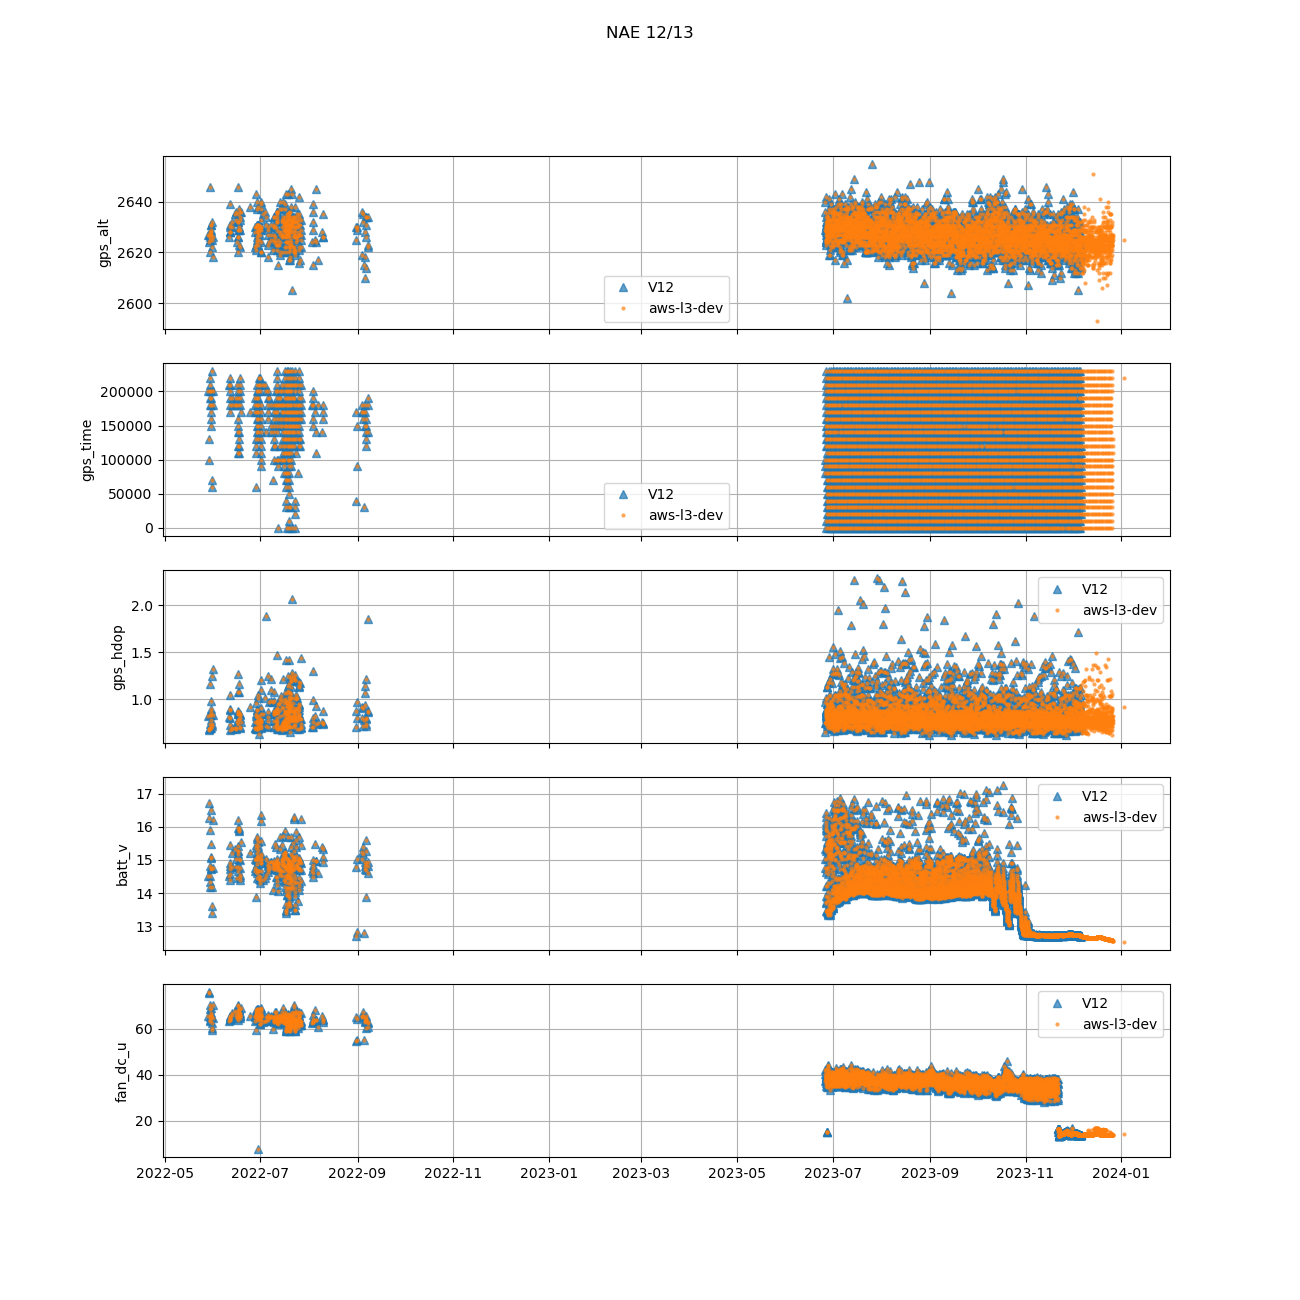 NAE 12/13
gps_alt
2640
2620
2600
V12
aws-l3-dev
gps_time
200000
150000
100000
50000
0
V12
aws-l3-dev
gps_hdop
2.0
1.5
1.0
V12
aws-l3-dev
batt_v
17
16
15
14
13
V12
aws-l3-dev
fan_dc_u
60
40
20
V12
aws-l3-dev
2022-05 2022-07 2022-09 2022-11 2023-01 2023-03 2023-05 2023-07 2023-09 2023-11 2024-01